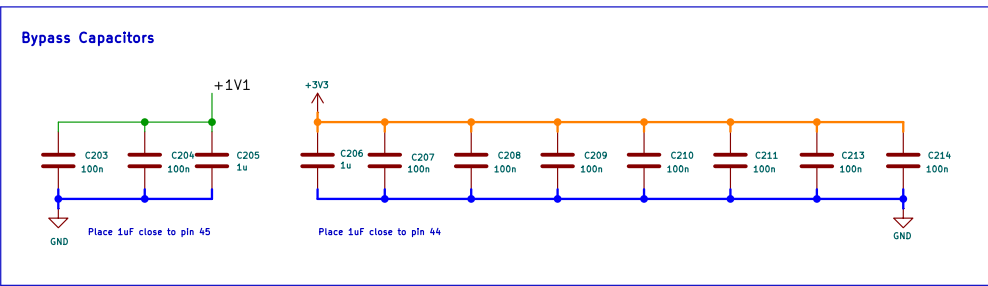 Bypass Capacitors
+1V1
+3V3
C203
100n
C204
100n
C205
1u
C206
1u
C207
100n
C208
100n
C209
100n
C210
100n
C211
100n
C213
100n
C214
100n
GND
Place 1uF close to pin 45
Place 1uF close to pin 44
GND